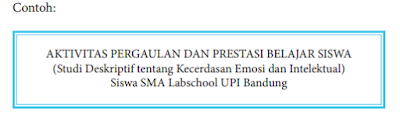 Contoh:
AKTIVITAS PERGAULAN DAN PRESTASI BELAJAR SISWA
(Studi Deskriptif tentang Kecerdasan Emosi dan Intelektual)
Siswa SMA Labschool UPI Bandung